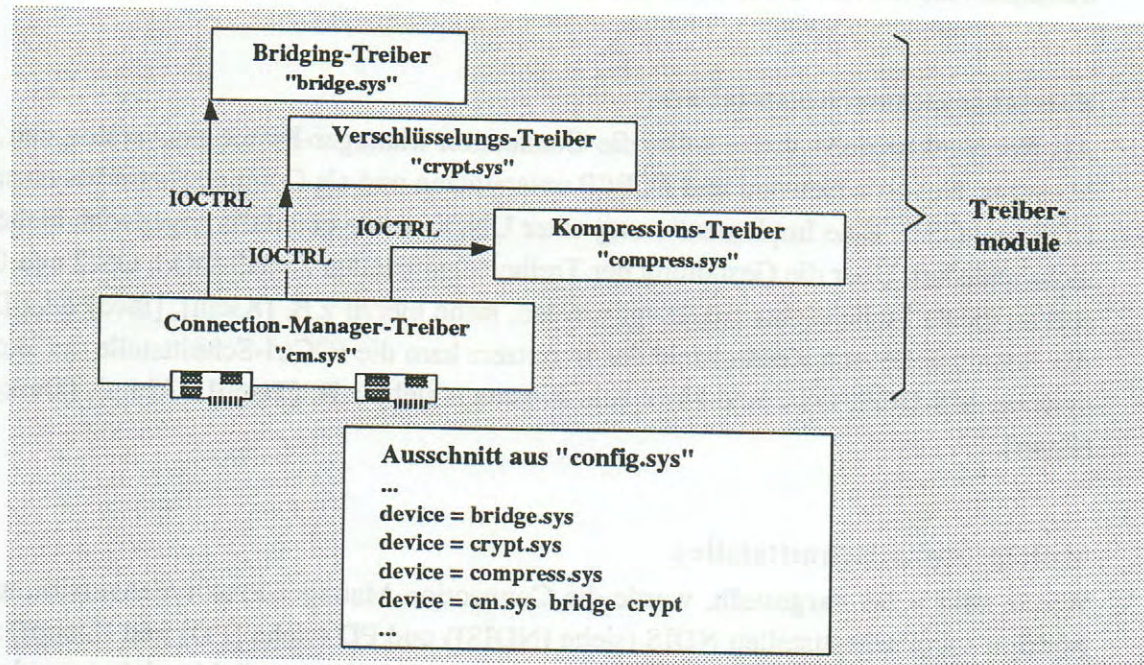 Bridging-Treiber
"bridge.sys"
Verschlüsselungs-Treiber
"crypt.sys"
IOCTRL
IOCTRL
IOCTRL
Kompressions-Treiber
"compress.sys"
Treiber-
module
Connection-Manager-Treiber
"cm.sys"
Ausschnitt aus "config.sys"
...
device = bridge.sys
device = crypt.sys
device = compress.sys
device = cm.sys bridge crypt
...